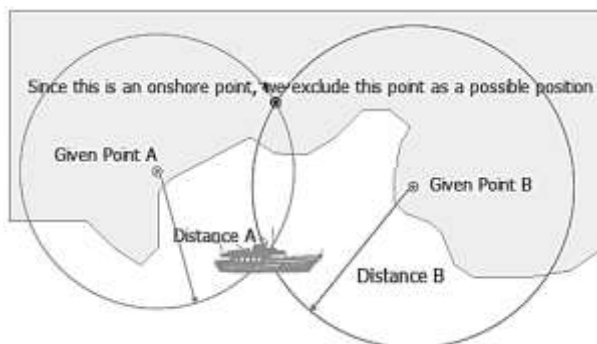 Since this is an onshore point, we exclude this point as a possible position
Given Point A
Given Point B
Distance A
Distance B